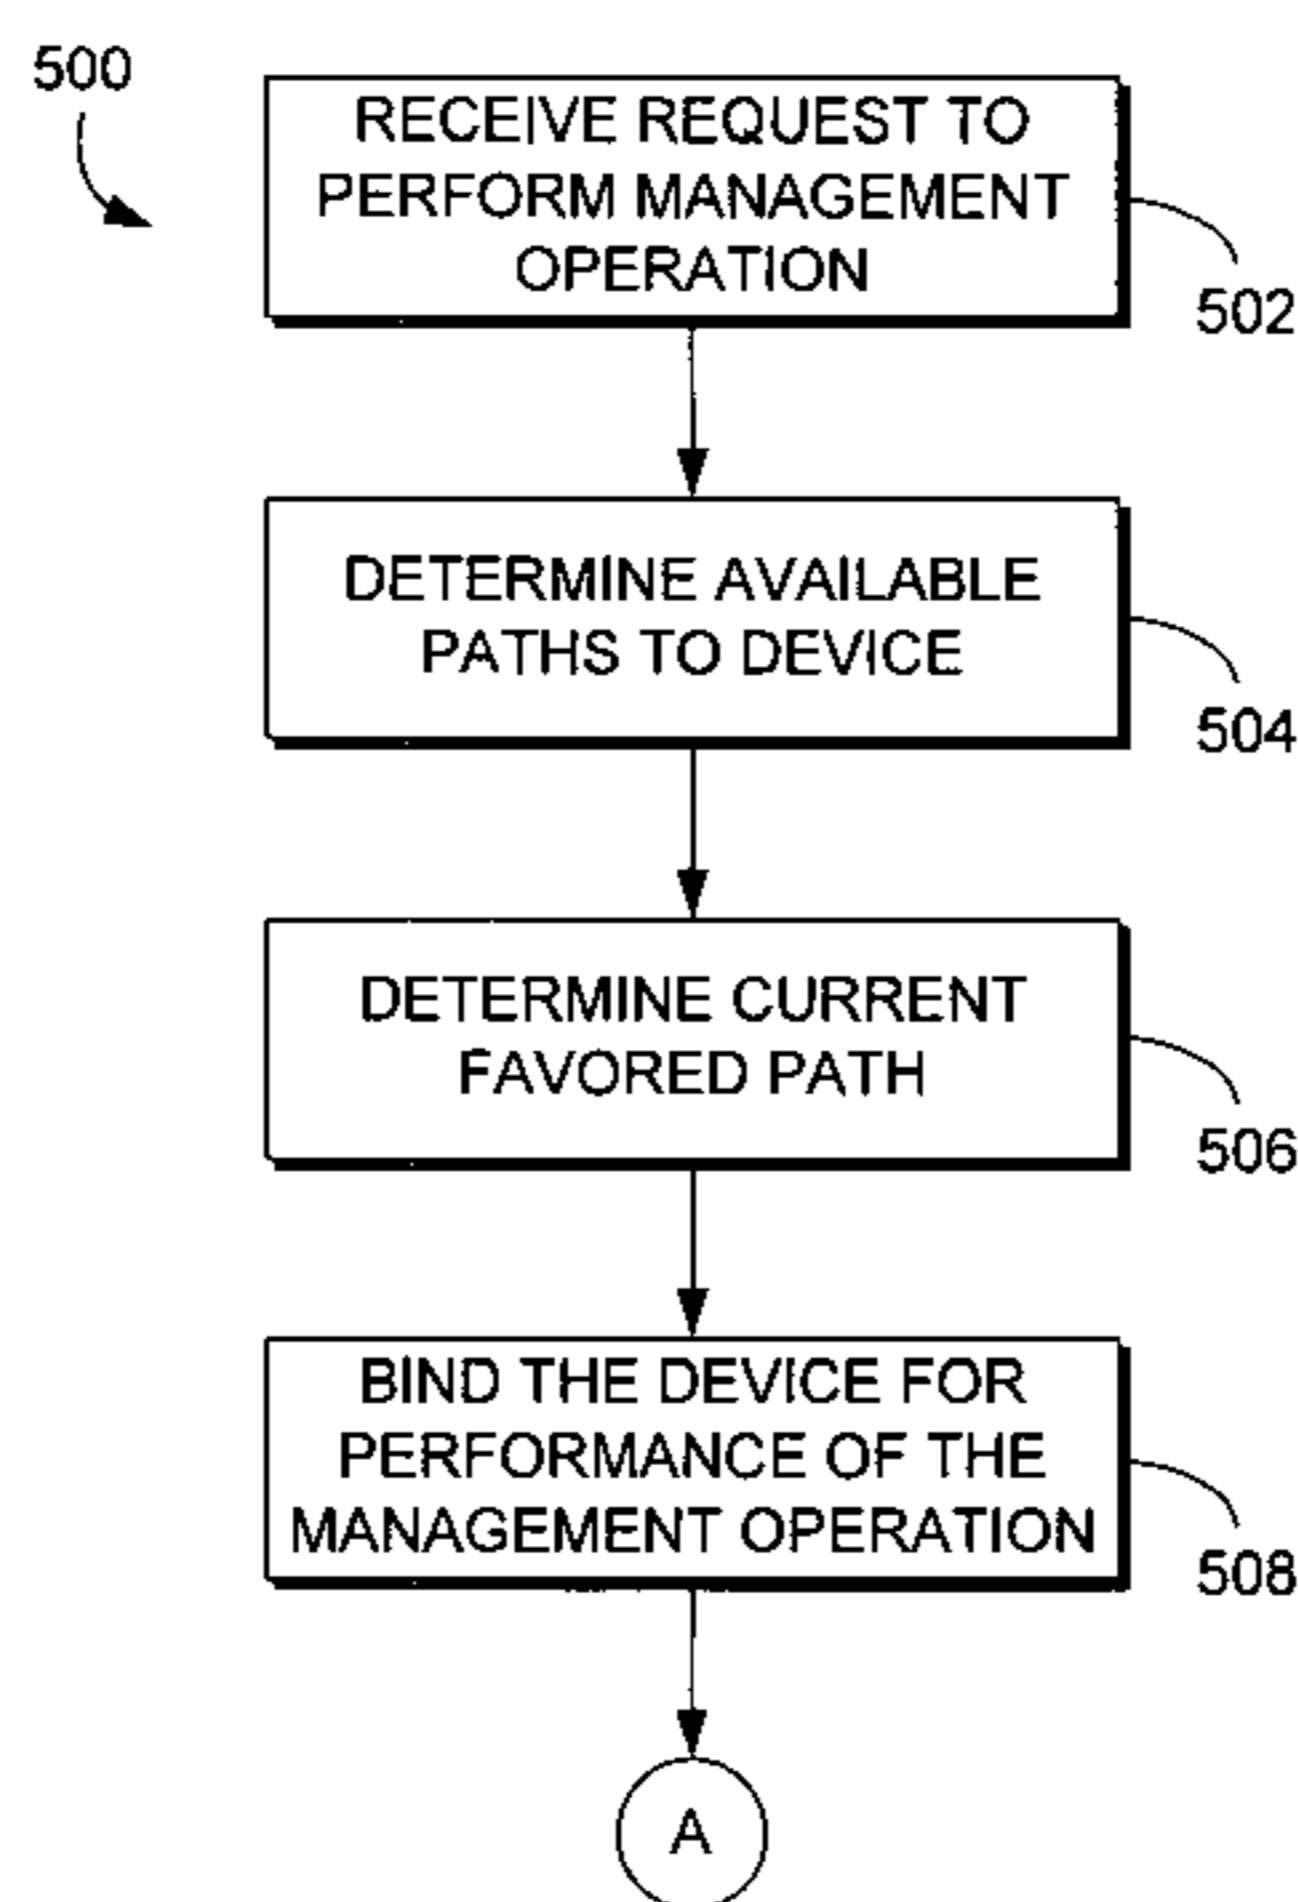 500
RECEIVE REQUEST TO
PERFORM MANAGEMENT
OPERATION
502
DETERMINE AVAILABLE
PATHS TO DEVICE
504
DETERMINE CURRENT
FAVORED PATH
506
BIND THE DEVICE FOR
PERFORMANCE OF THE
MANAGEMENT OPERATION
508
A